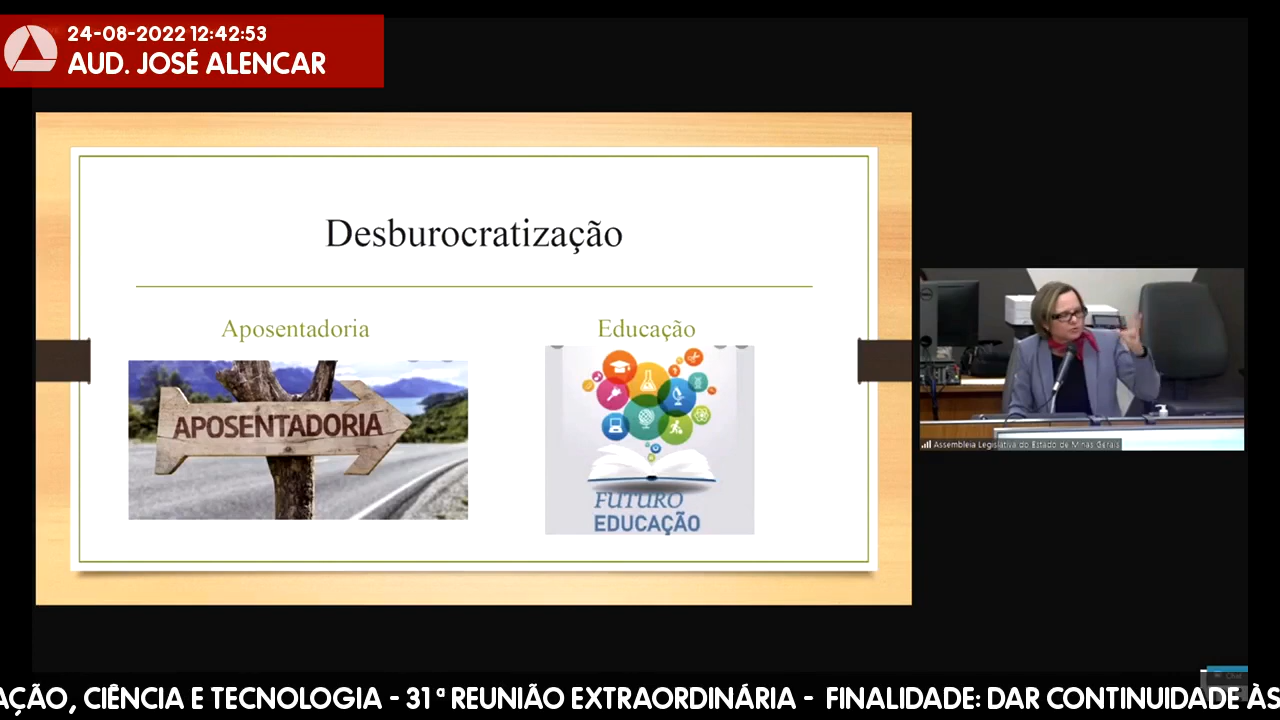 24-08-2022 12:42:53
AUD. JOSÉ ALENCAR
Desburocratização
Aposentadoria
Educação
APOSENTADORIA
FUTURO
EDUCAÇÃO
Assembleia Legislativa do Estado de Minas Gerais
Chat
AÇÃO, CIÊNCIA E TECNOLOGIA - 31ª REUNIÃO EXTRAORDINÁRIA - FINALIDADE: DAR CONTINUIDADE ÀS